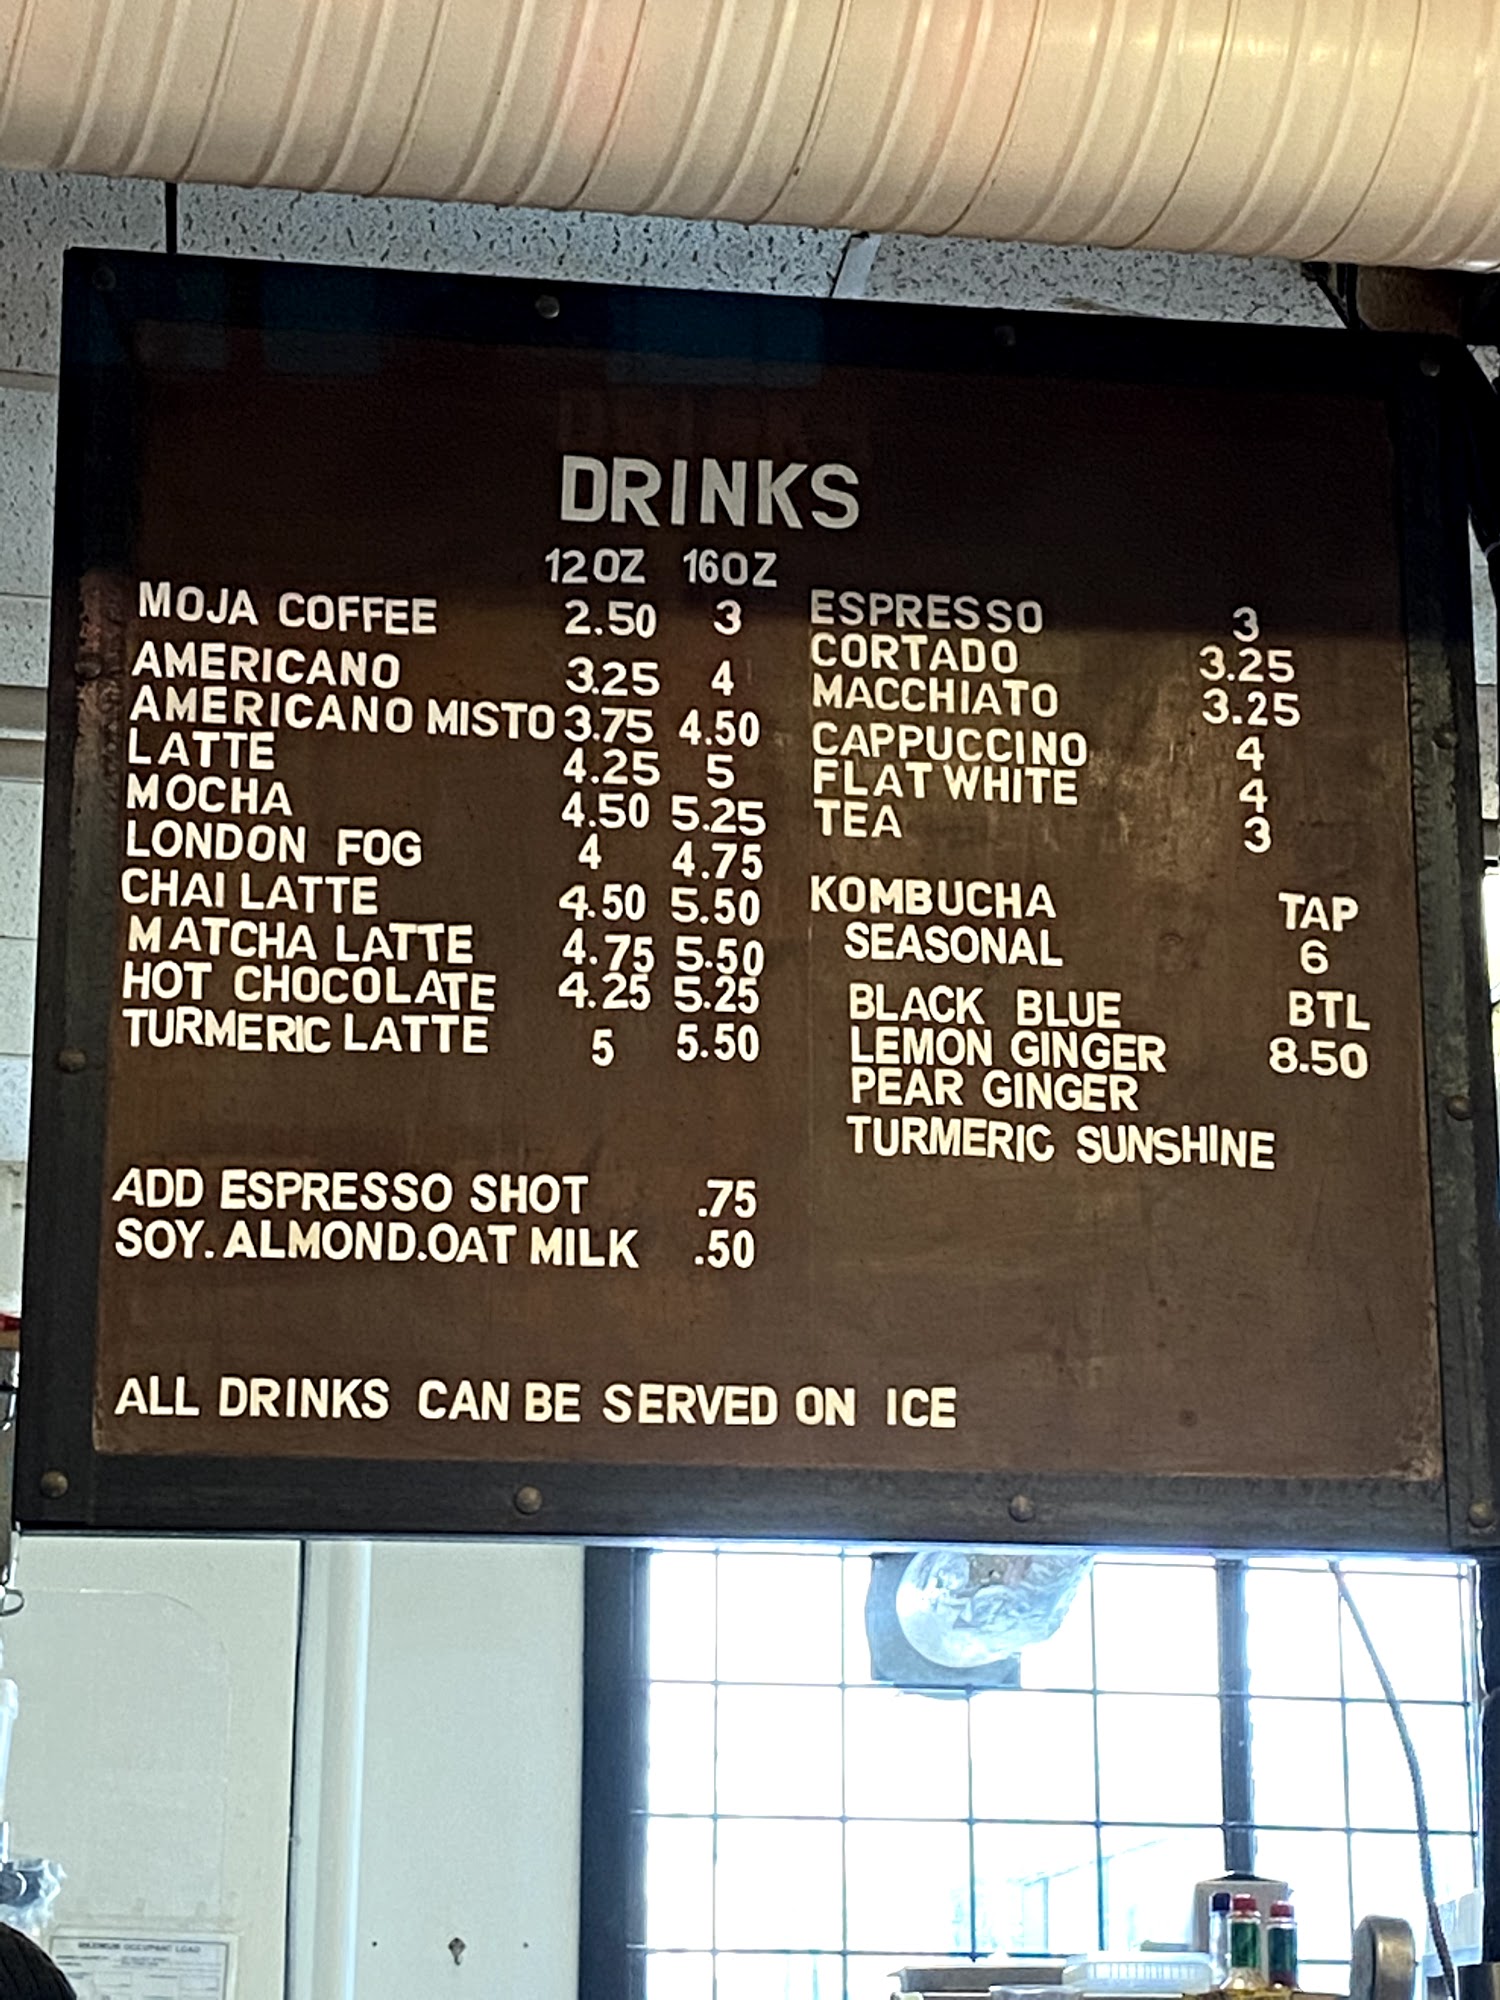 DRINKS
12OZ 16OZ
MOJA COFFEE 2.50 3
AMERICANO 3.25 4
AMERICANO MISTO 3.75 4.50
LATTE 4.25 5
MOCHA 4.50 5.25
LONDON FOG 4 4.75
CHAI LATTE 4.50 5.50
MATCHA LATTE 4.75 5.50
HOT CHOCOLATE 4.25 5.25
TURMERIC LATTE 5 5.50
ADD ESPRESSO SHOT .75
SOY.ALMOND.OAT MILK .50
ESPRESSO 3
CORTADO 3.25
MACCHIATO 3.25
CAPPUCCINO 4
FLAT WHITE 4
TEA 3
KOMBUCHA TAP
SEASONAL 6
BLACK BLUE BTL
LEMON GINGER 8.50
PEAR GINGER
TURMERIC SUNSHINE
ALL DRINKS CAN BE SERVED ON ICE
MAXIMUM OCCUPANT LOAD